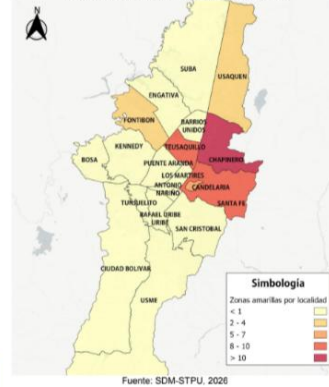 N
SUBA
USAQUEN
ENGATIVA
BARRIOS
UNIDOS
FONTIBON
TEUSAQUILLO
KENNEDY
CHAPINERO
BOSA
PUENTE ARANDA
LOS MARTIRES
ANTONIO
NARIÑO
CANDELARIA
TUNJUELITO
SANTA FE
RAFAEL URIBE
URIBE
SAN CRISTOBAL
CIUDAD BOLIVAR
USME
Simbología
Zonas amarillas por localidad
< 1
2 - 4
5 - 7
8 - 10
> 10
Fuente: SDM-STPU, 2026